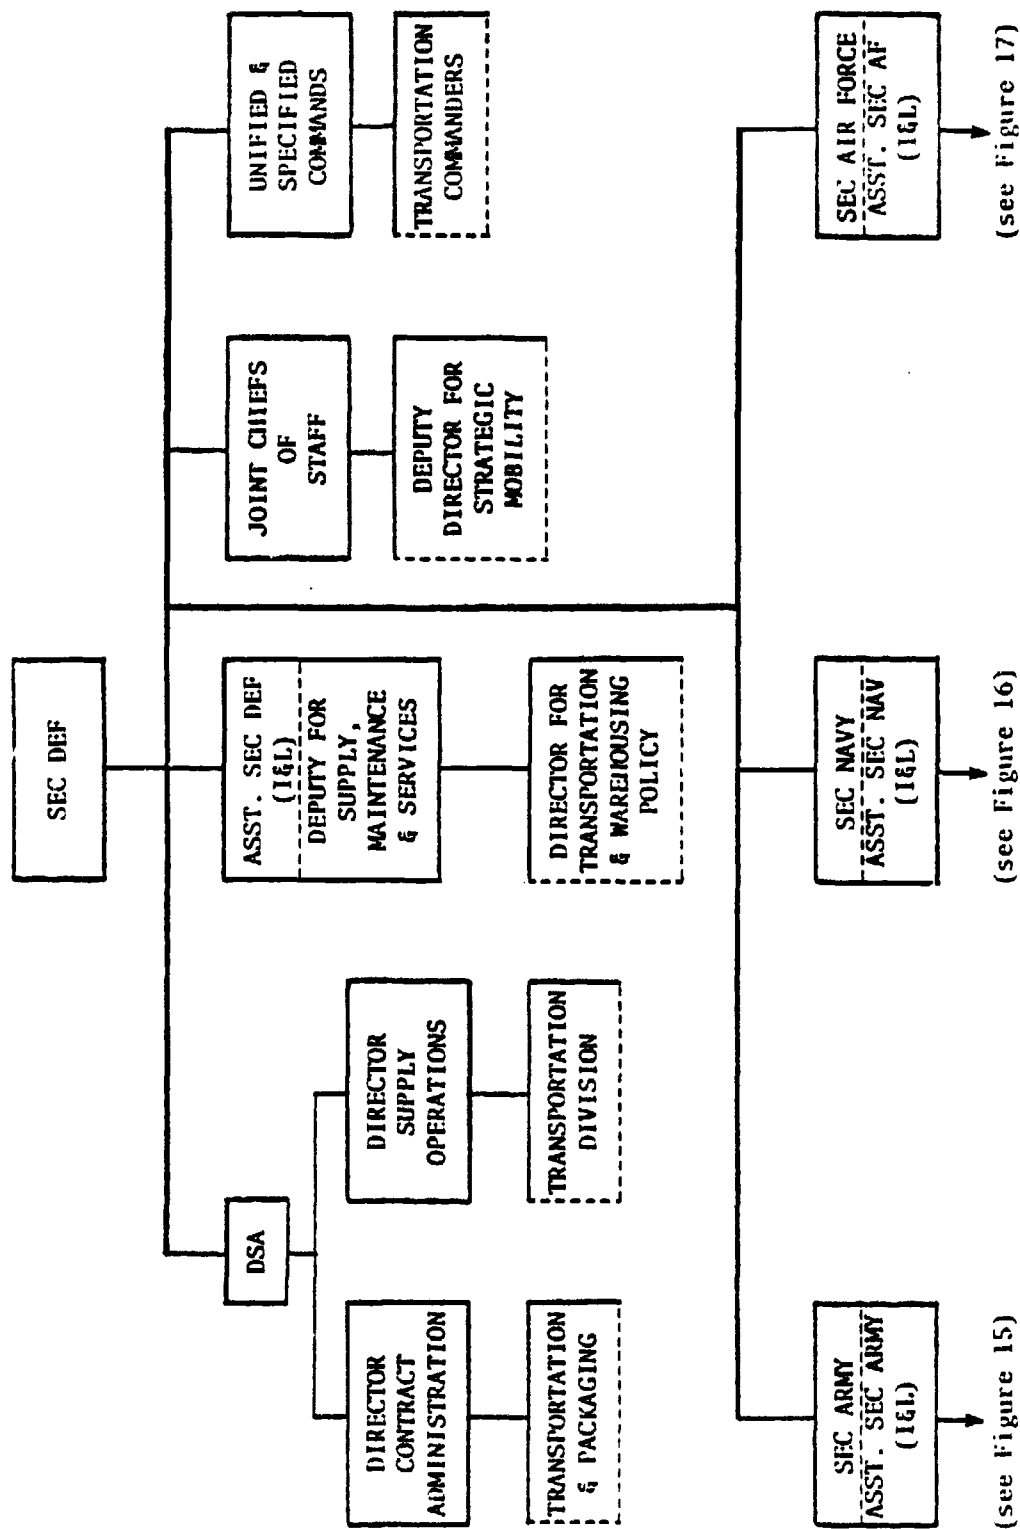 SEC DEF
DSA
ASST. SEC DEF
(I&L)
DEPUTY FOR
SUPPLY,
MAINTENANCE
& SERVICES
JOINT CHIEFS
OF
STAFF
UNIFIED &
SPECIFIED
COMMANDS
DIRECTOR
CONTRACT
ADMINISTRATION
DIRECTOR
SUPPLY
OPERATIONS
DEPUTY
DIRECTOR FOR
STRATEGIC
MOBILITY
TRANSPORTATION
COMMANDERS
TRANSPORTATION
& PACKAGING
TRANSPORTATION
DIVISION
DIRECTOR FOR
TRANSPORTATION
& WAREHOUSING
POLICY
SEC ARMY
ASST. SEC ARMY
(I&L)
SEC NAVY
ASST. SEC NAV
(I&L)
SEC AIR FORCE
ASST. SEC AF
(I&L)
(see Figure 15)
(see Figure 16)
(see Figure 17)